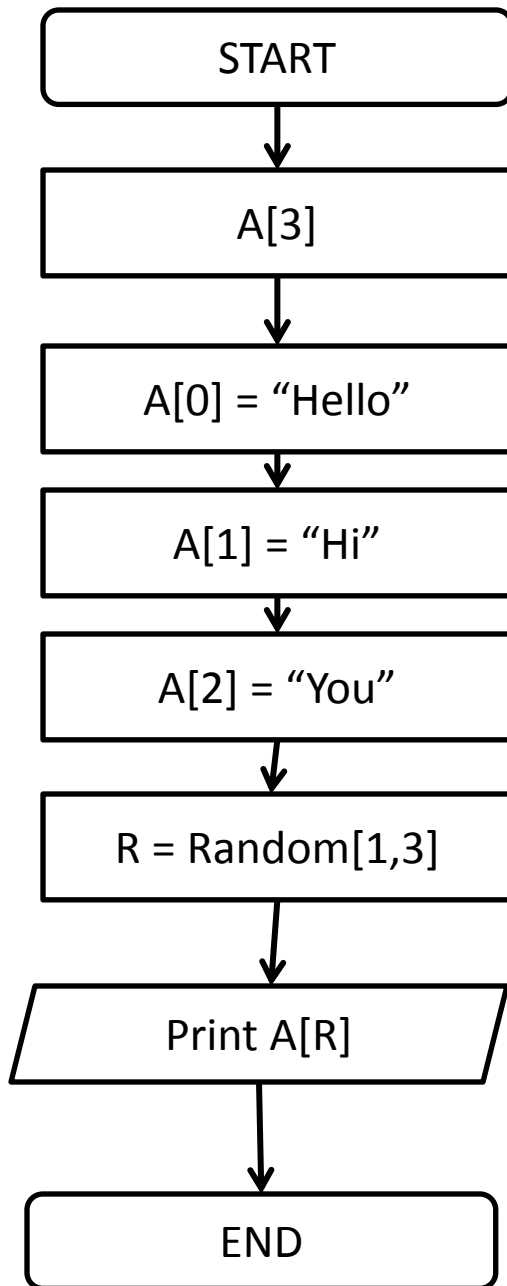 START
A[3]
A[0] = “Hello”
A[1] = “Hi”
A[2] = “You”
R = Random[1,3]
Print A[R]
END